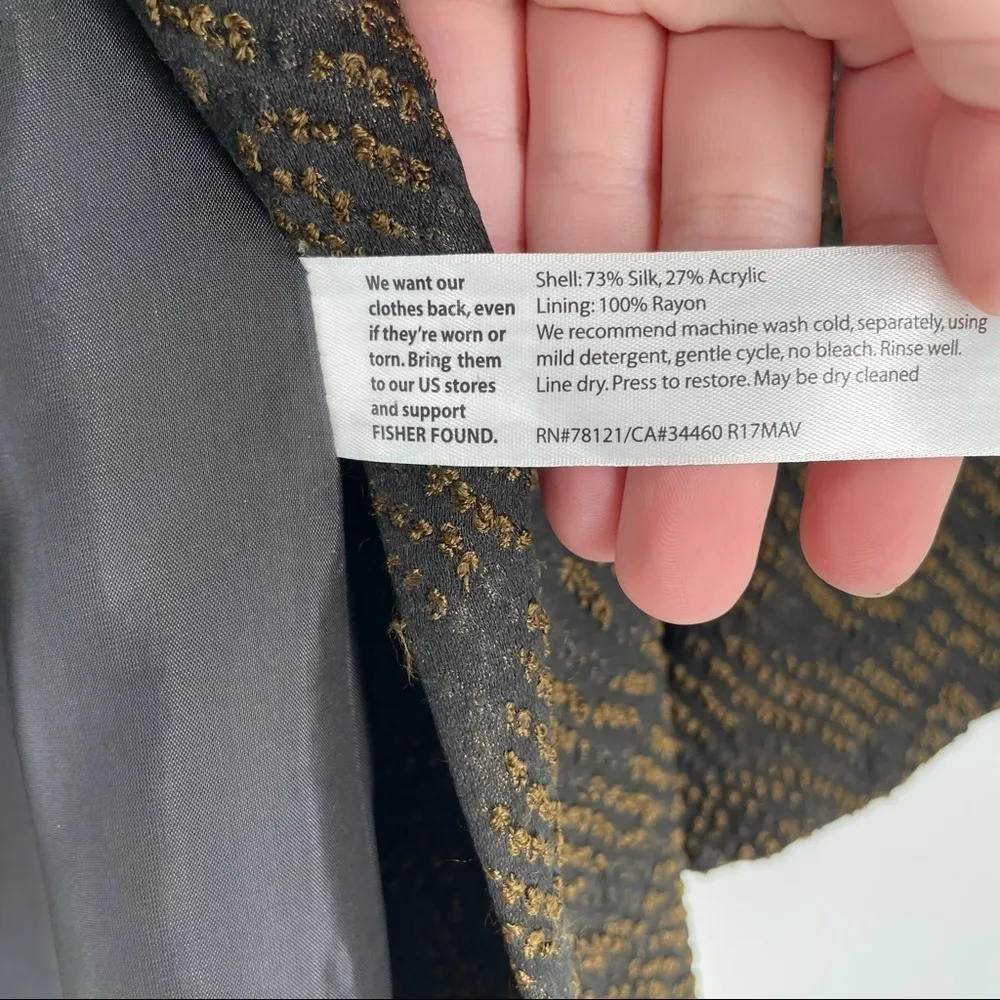 We want our
clothes back, even
if they're worn or
torn. Bring them
to our US stores
and support
FISHER FOUND.
Shell: 73% Silk, 27% Acrylic
Lining: 100% Rayon
We recommend machine wash cold, separately, using
mild detergent, gentle cycle, no bleach. Rinse well.
Line dry. Press to restore. May be dry cleaned
RN#78121/CA#34460 R17MAV